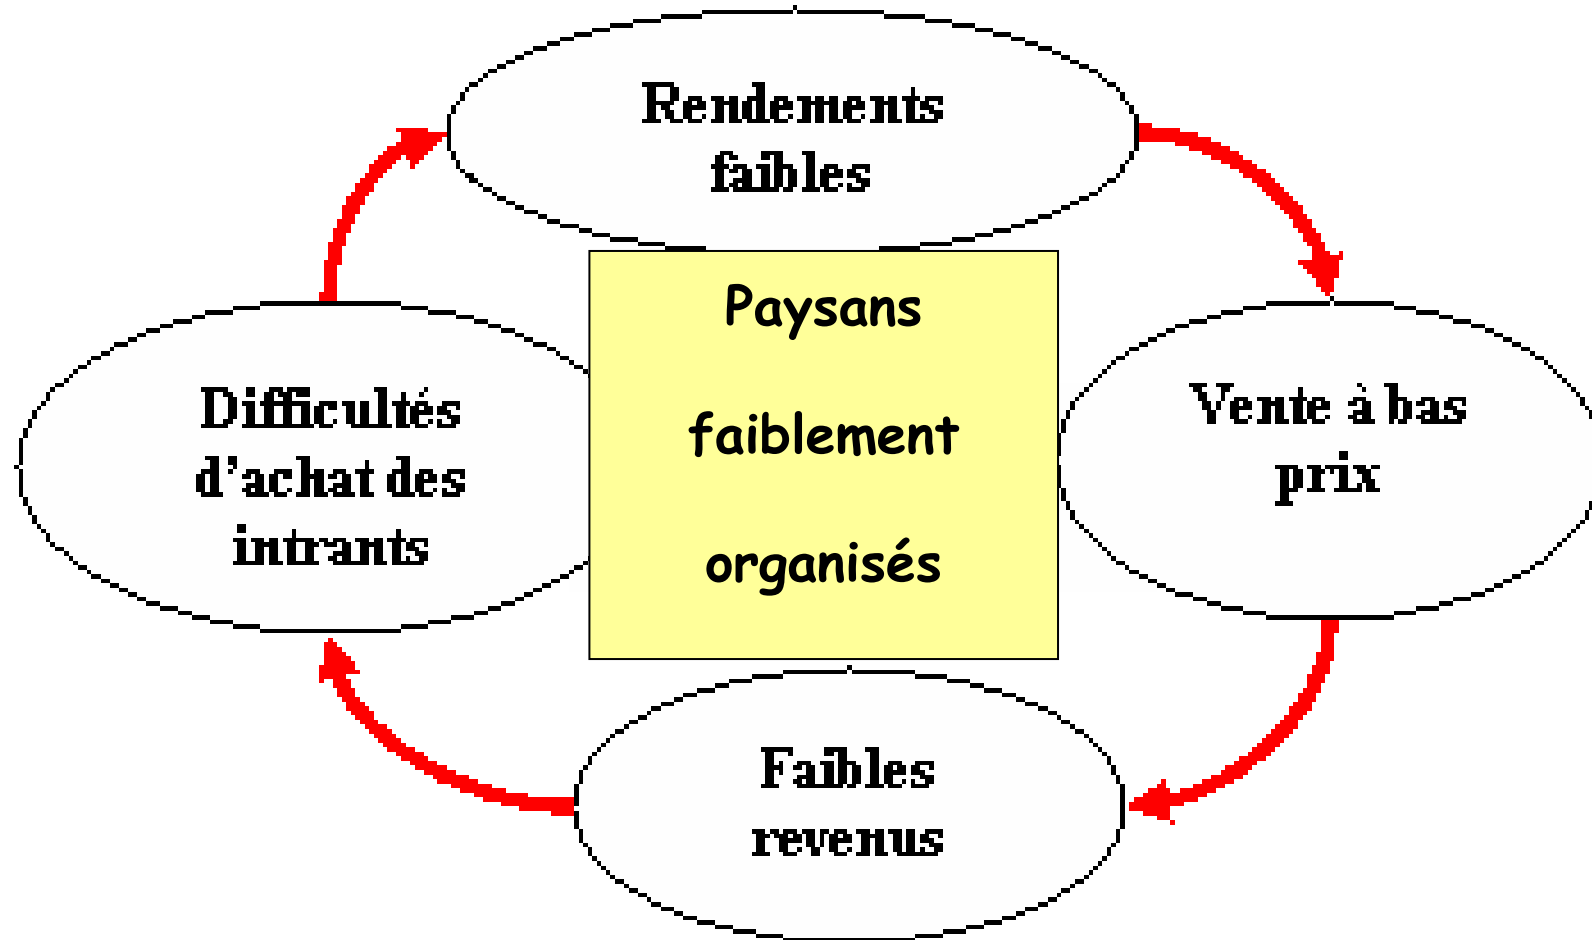 Rendements
faibles
Paysans
faiblement
organisés
Difficultés
d'achat des
intrants
Vente à bas
prix
Faibles
revenus